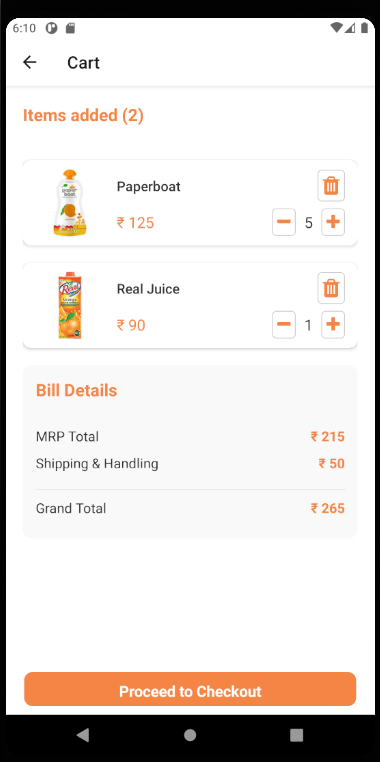 6:10
Cart
Items added (2)
Paperboat
₹ 125
5
Real Juice
₹ 90
1
Bill Details
MRP Total ₹ 215
Shipping & Handling ₹ 50
Grand Total ₹ 265
Proceed to Checkout